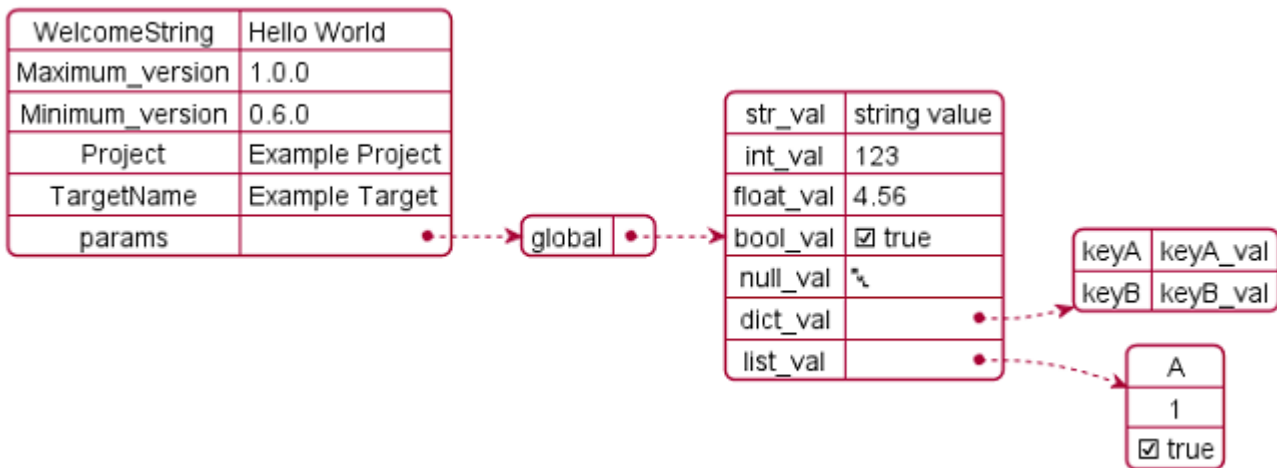 WelcomeString Hello World
Maximum_version 1.0.0
Minimum_version 0.6.0
Project Example Project
TargetName Example Target
params
global
str_val string value
int_val 123
float_val 4.56
bool_val ☑ true
null_val ␀
dict_val
list_val
keyA keyA_val
keyB keyB_val
A
1
☑ true